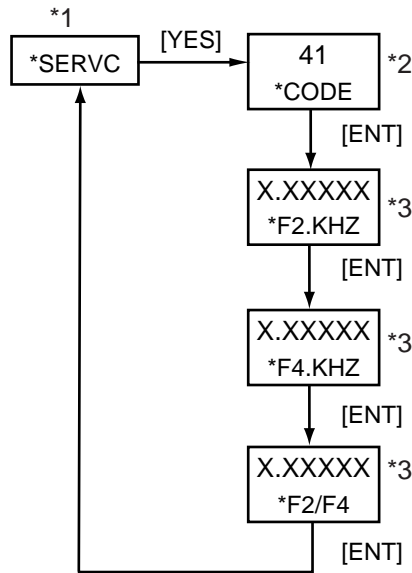 *1
*SERVC
[YES]
41
*CODE
*2
[ENT]
X.XXXXX
*F2.KHZ
*3
[ENT]
X.XXXXX
*F4.KHZ
*3
[ENT]
X.XXXXX
*F2/F4
*3
[ENT]